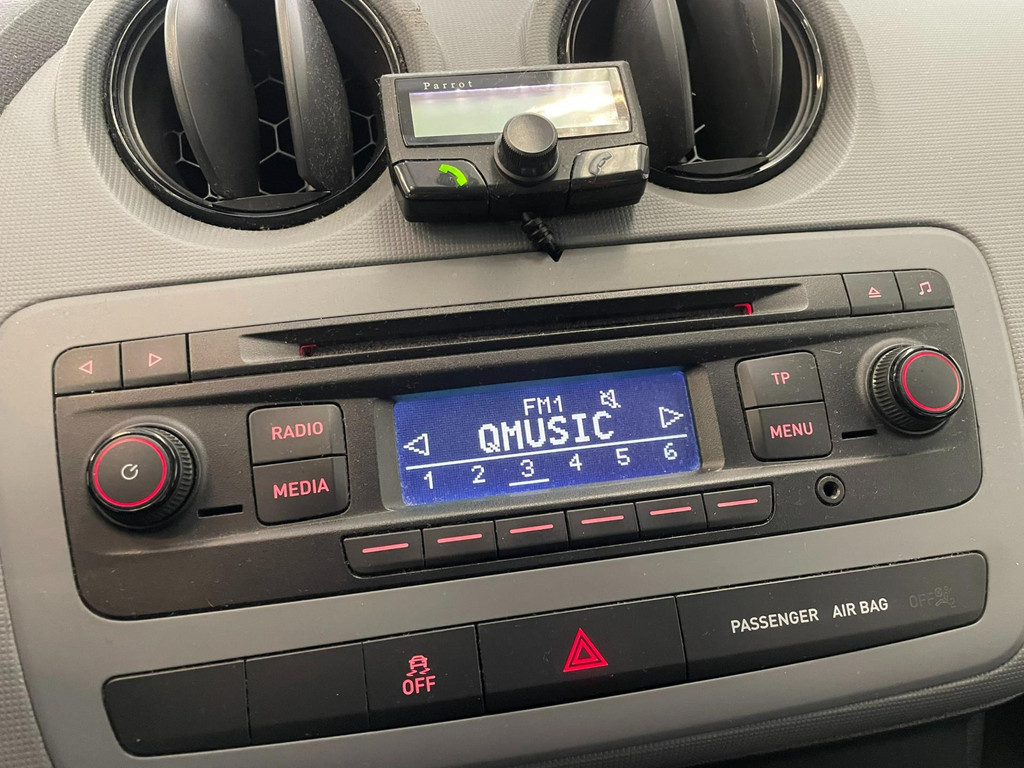 Parrot
RADIO
MEDIA
FM1
QMUSIC
1 2 3 4 5 6
TP
MENU
OFF
PASSENGER AIR BAG OFF